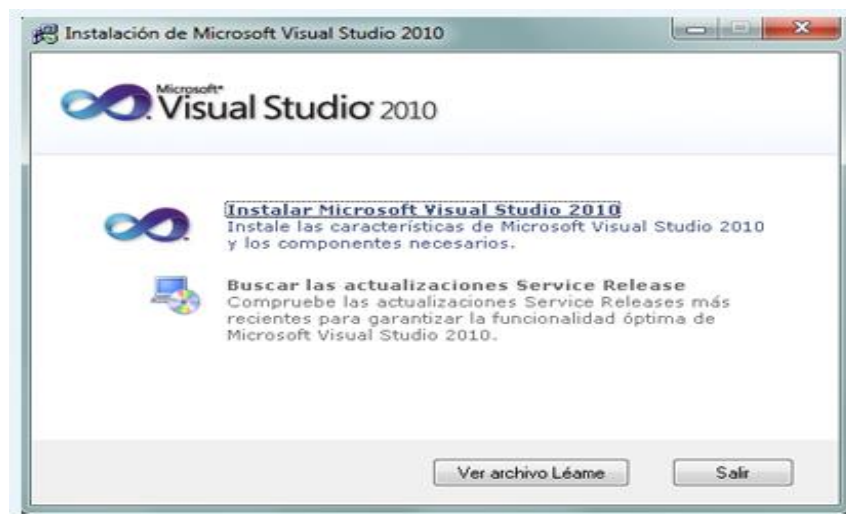 Instalación de Microsoft Visual Studio 2010
Microsoft®
Visual Studio® 2010
Instalar Microsoft Visual Studio 2010
Instale las características de Microsoft Visual Studio 2010
y los componentes necesarios.
Buscar las actualizaciones Service Release
Compruebe las actualizaciones Service Releases más
recientes para garantizar la funcionalidad óptima de
Microsoft Visual Studio 2010.
Ver archivo Léame
Salir